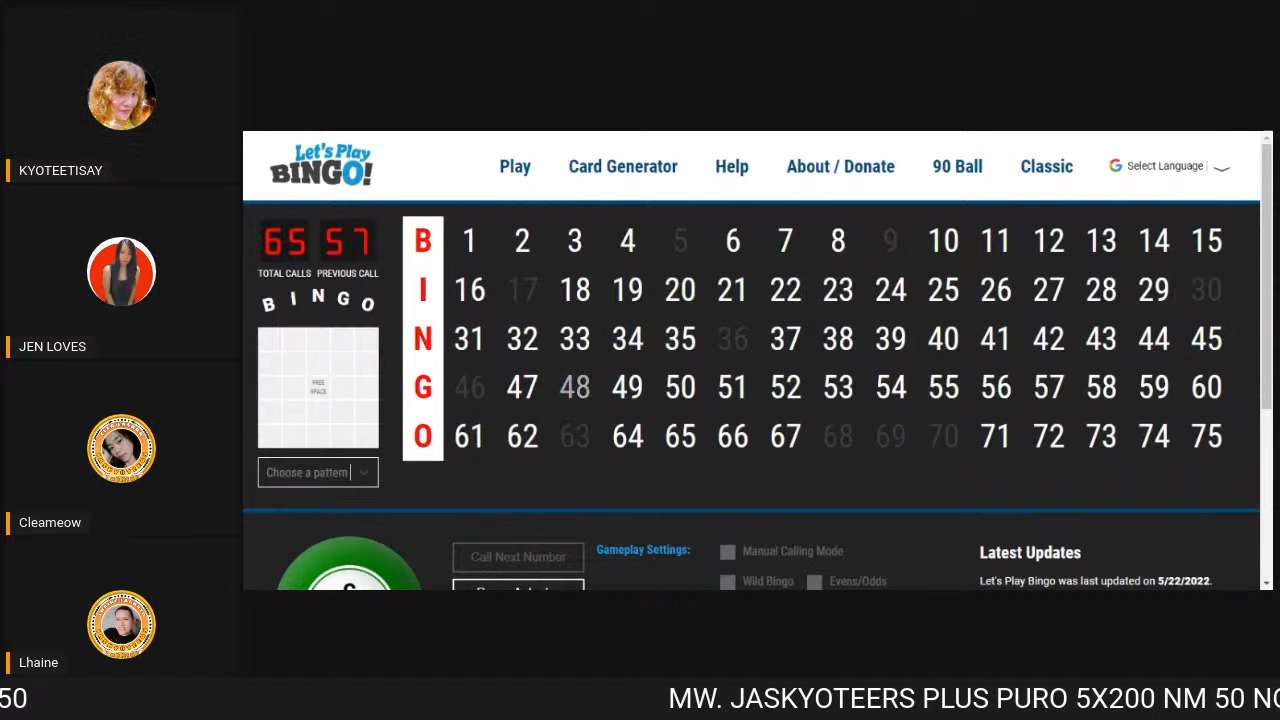 KYOTEETISAY
JEN LOVES
Cleameow
Lhaine
Let's Play
BINGO!
Play Card Generator Help About / Donate 90 Ball Classic G Select Language
65 57
TOTAL CALLS PREVIOUS CALL
B I N G O
FREE
SPACE
Choose a pattern
B 1 2 3 4 5 6 7 8 9 10 11 12 13 14 15
I 16 17 18 19 20 21 22 23 24 25 26 27 28 29 30
N 31 32 33 34 35 36 37 38 39 40 41 42 43 44 45
G 46 47 48 49 50 51 52 53 54 55 56 57 58 59 60
O 61 62 63 64 65 66 67 68 69 70 71 72 73 74 75
Call Next Number
Gameplay Settings:
Manual Calling Mode
Wild Bingo Evens/Odds
Latest Updates
Let's Play Bingo was last updated on 5/22/2022.
50 MW. JASKYOTEERS PLUS PURO 5X200 NM 50 NO